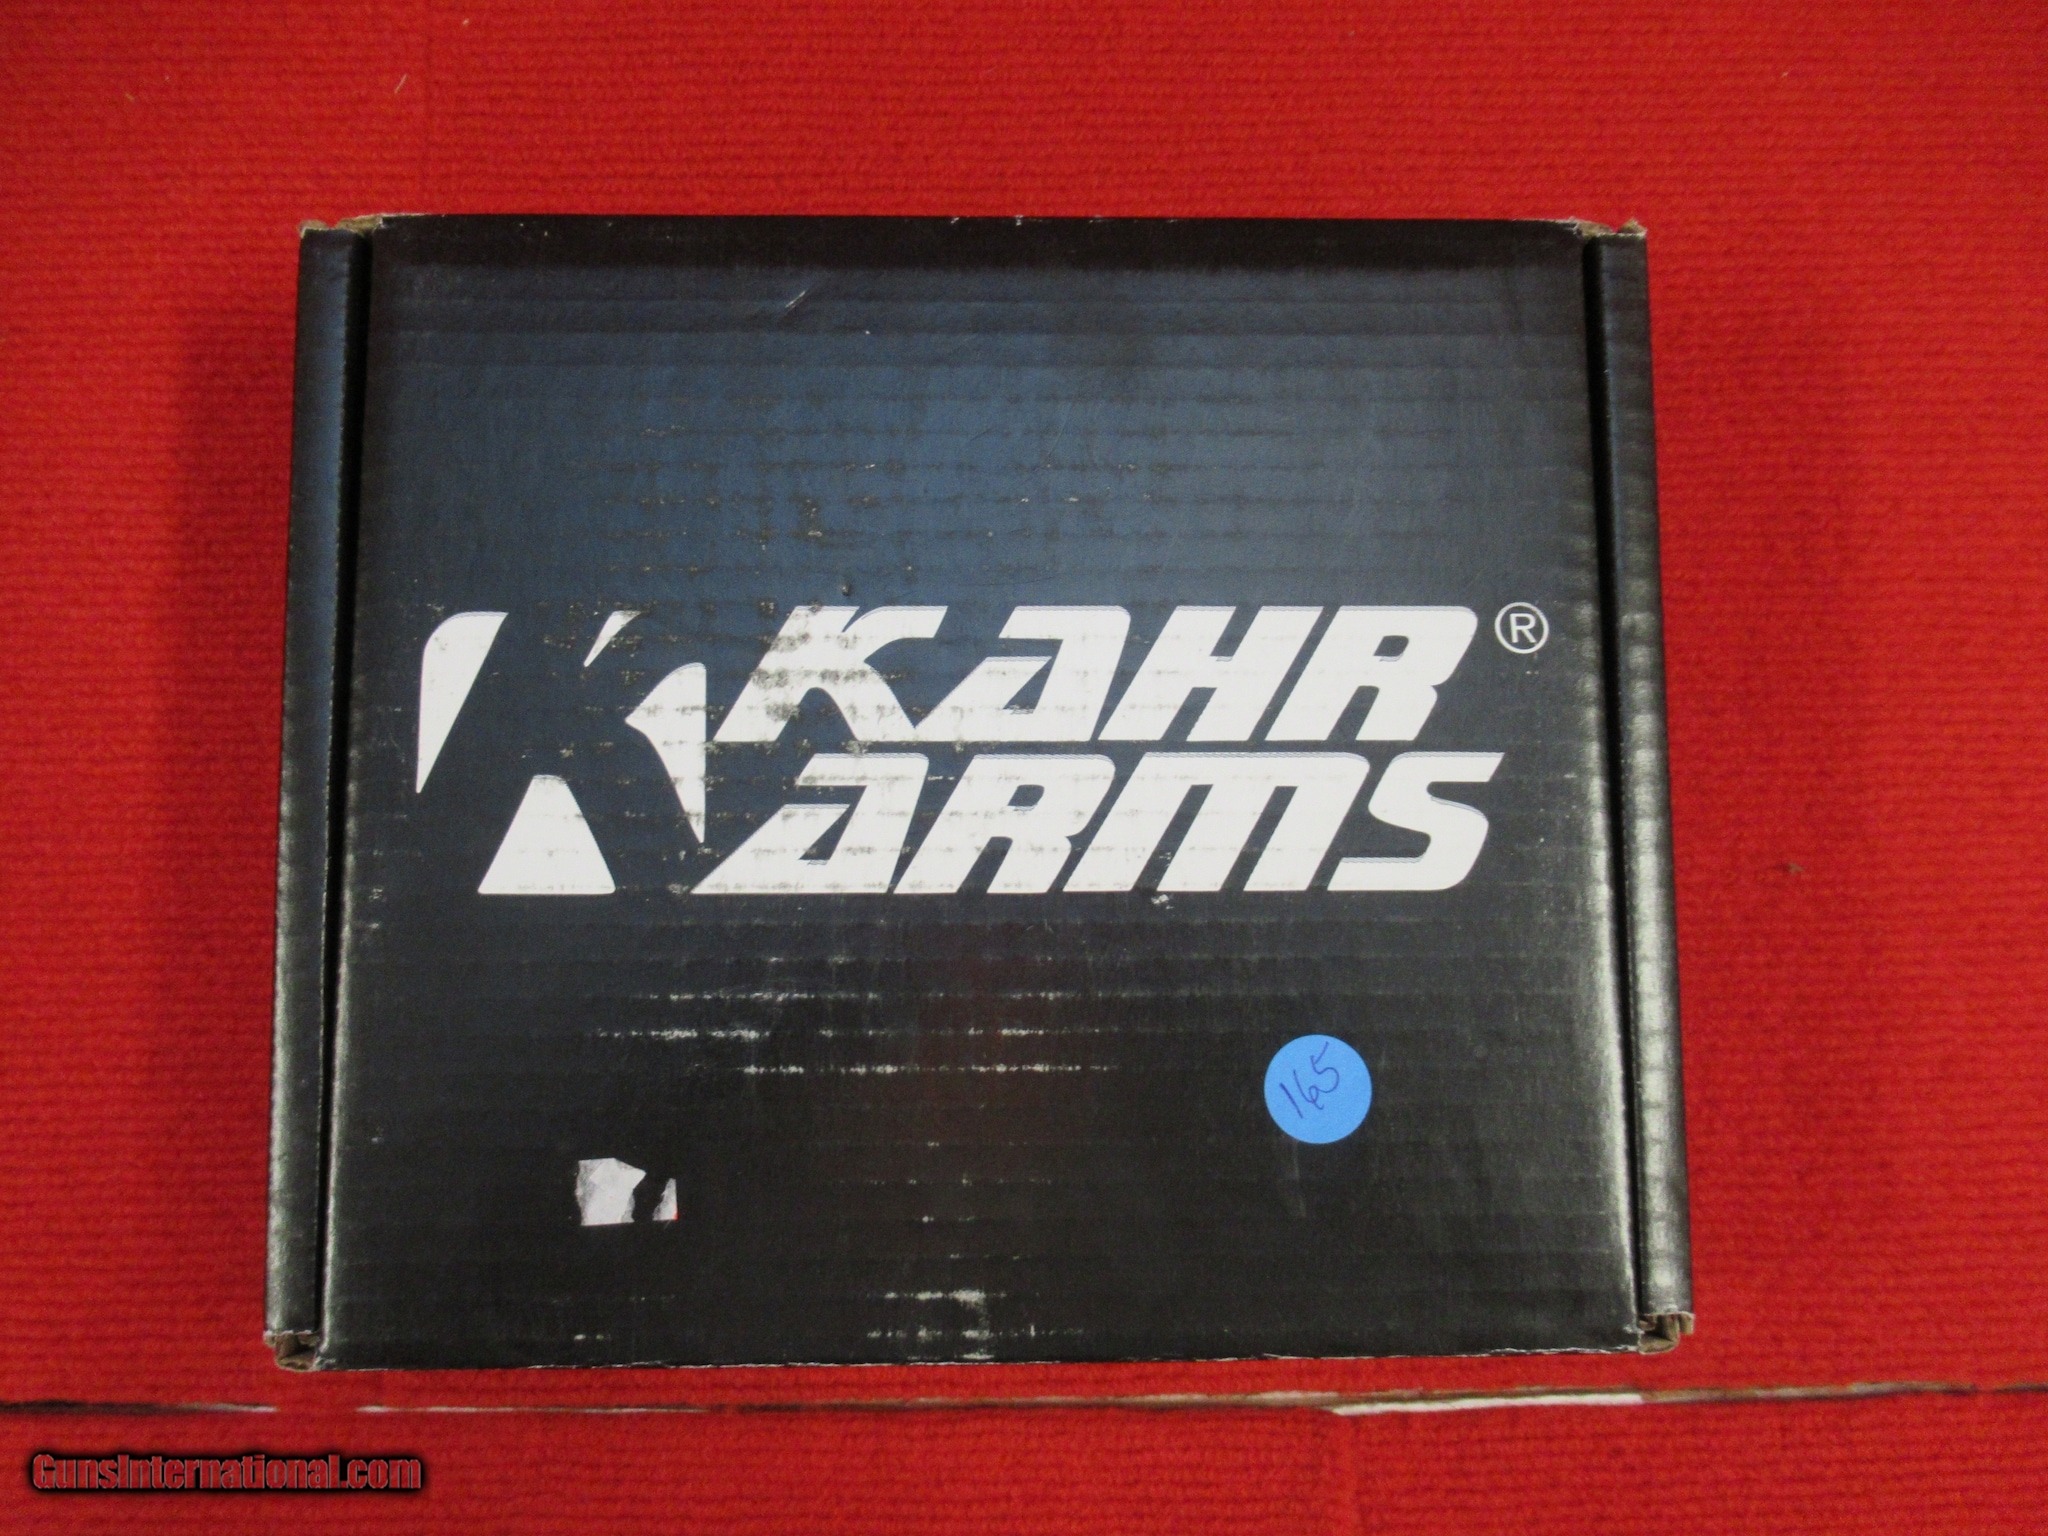 KAHR®
ARMS
165
GunsInternational.com